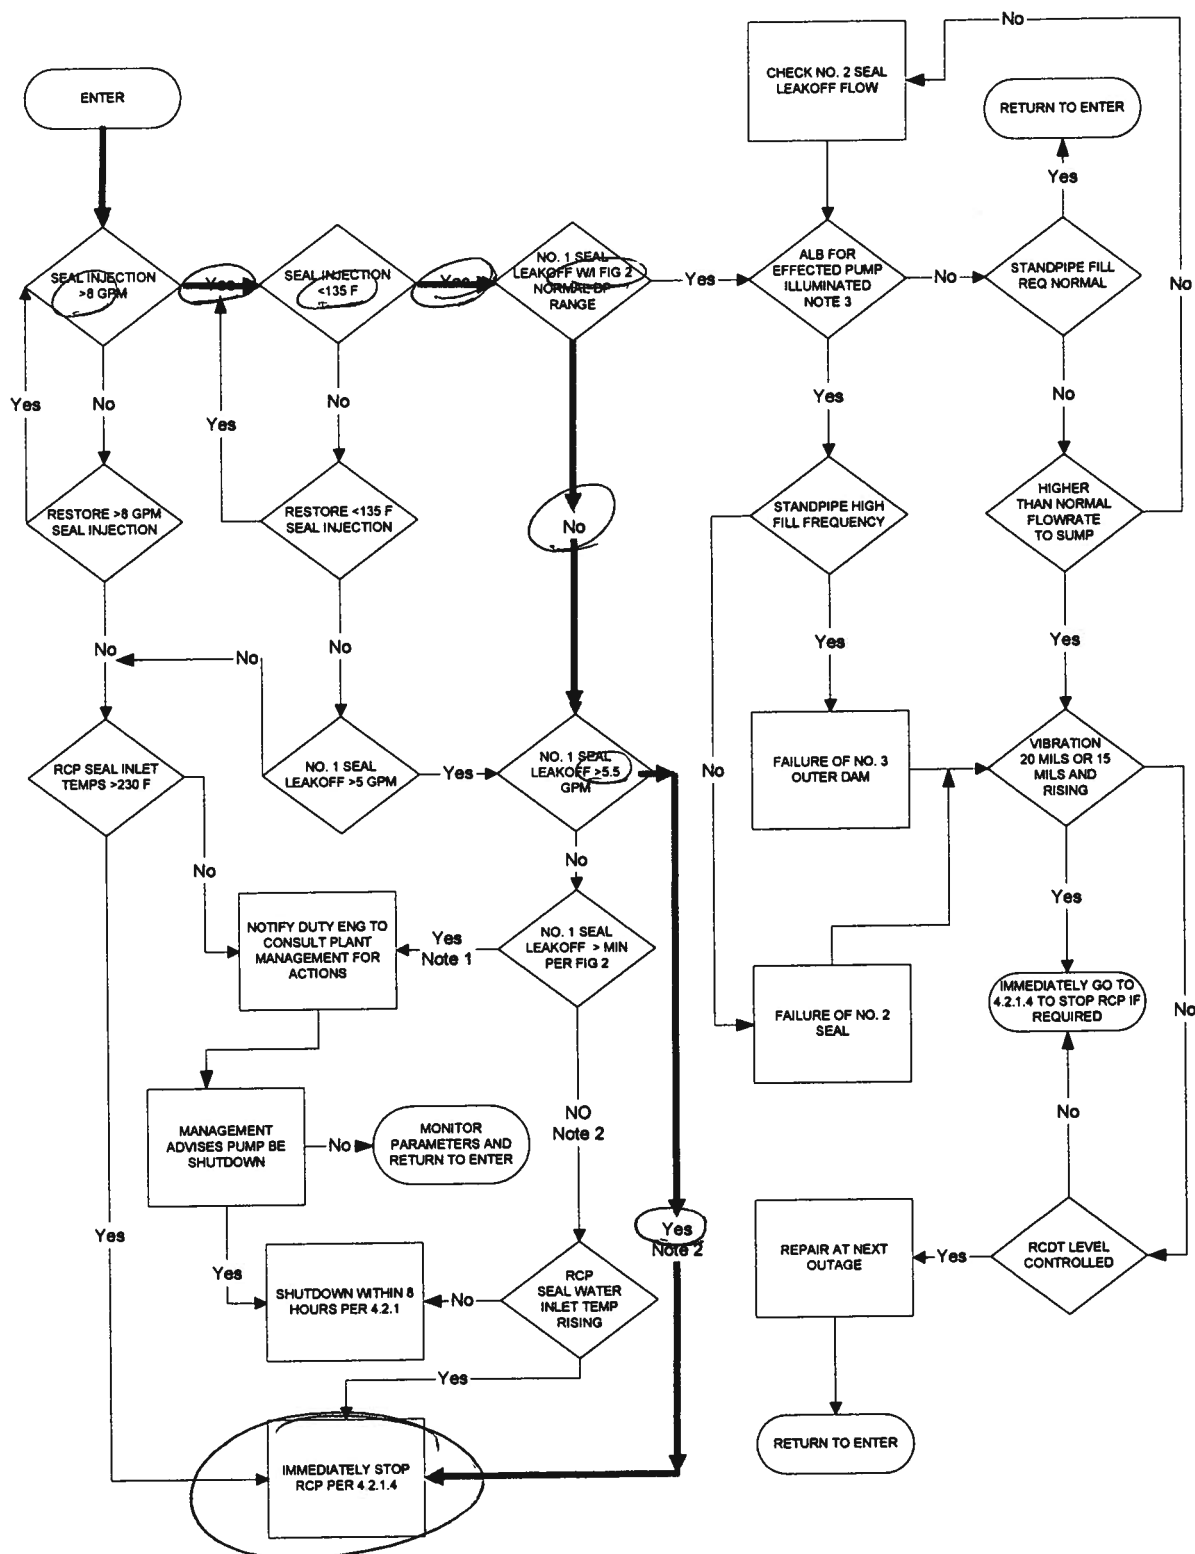 ENTER
SEAL INJECTION
>8 GPM
Yes
SEAL INJECTION
<135 F
Yes
NO. 1 SEAL
LEAKOFF W/I FIG 2
NORMAL DP
RANGE
Yes
CHECK NO. 2 SEAL
LEAKOFF FLOW
No
RETURN TO ENTER
Yes
ALB FOR
EFFECTED PUMP
ILLUMINATED
NOTE 3
No
STANDPIPE FILL
REQ NORMAL
No
Yes
No
Yes
No
Yes
No
RESTORE >8 GPM
SEAL INJECTION
RESTORE <135 F
SEAL INJECTION
No
STANDPIPE HIGH
FILL FREQUENCY
HIGHER
THAN NORMAL
FLOWRATE
TO SUMP
No
No
No
Yes
Yes
RCP SEAL INLET
TEMPS >230 F
NO. 1 SEAL
LEAKOFF >5 GPM
Yes
NO. 1 SEAL
LEAKOFF >5.5
GPM
No
FAILURE OF NO. 3
OUTER DAM
VIBRATION
20 MILS OR 15
MILS AND
RISING
No
No
Yes
NOTIFY DUTY ENG TO
CONSULT PLANT
MANAGEMENT FOR
ACTIONS
Yes
Note 1
NO. 1 SEAL
LEAKOFF > MIN
PER FIG 2
FAILURE OF NO. 2
SEAL
IMMEDIATELY GO TO
4.2.1.4 TO STOP RCP IF
REQUIRED
No
MANAGEMENT
ADVISES PUMP BE
SHUTDOWN
No
MONITOR
PARAMETERS AND
RETURN TO ENTER
NO
Note 2
No
Yes
Yes
Note 2
Yes
SHUTDOWN WITHIN 8
HOURS PER 4.2.1
No
RCP
SEAL WATER
INLET TEMP
RISING
REPAIR AT NEXT
OUTAGE
Yes
RCDT LEVEL
CONTROLLED
Yes
IMMEDIATELY STOP
RCP PER 4.2.1.4
RETURN TO ENTER